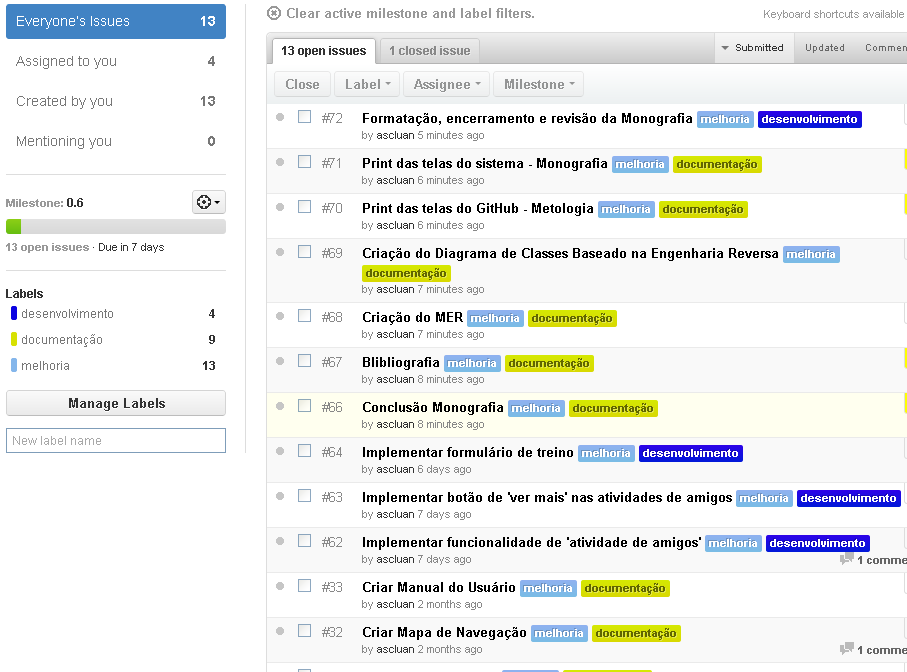 Everyone's Issues 13
Assigned to you 4
Created by you 13
Mentioning you 0
Milestone: 0.6
13 open issues · Due in 7 days
Labels
desenvolvimento 4
documentação 9
melhoria 13
Manage Labels
New label name
Clear active milestone and label filters.
Keyboard shortcuts available
13 open issues 1 closed issue Submitted Updated Commen
Close Label Assignee Milestone
#72 Formatação, encerramento e revisão da Monografia melhoria desenvolvimento
by ascluan 5 minutes ago
#71 Print das telas do sistema - Monografia melhoria documentação
by ascluan 6 minutes ago
#70 Print das telas do GitHub - Metologia melhoria documentação
by ascluan 6 minutes ago
#69 Criação do Diagrama de Classes Baseado na Engenharia Reversa melhoria
documentação
by ascluan 7 minutes ago
#68 Criação do MER melhoria documentação
by ascluan 7 minutes ago
#67 Blibliografia melhoria documentação
by ascluan 8 minutes ago
#66 Conclusão Monografia melhoria documentação
by ascluan 8 minutes ago
#64 Implementar formulário de treino melhoria desenvolvimento
by ascluan 6 days ago
#63 Implementar botão de 'ver mais' nas atividades de amigos melhoria desenvolvimento
by ascluan 7 days ago
#62 Implementar funcionalidade de 'atividade de amigos' melhoria desenvolvimento
by ascluan 7 days ago 1 comme
#33 Criar Manual do Usuário melhoria documentação
by ascluan 2 months ago
#32 Criar Mapa de Navegação melhoria documentação
by ascluan 2 months ago 1 comme